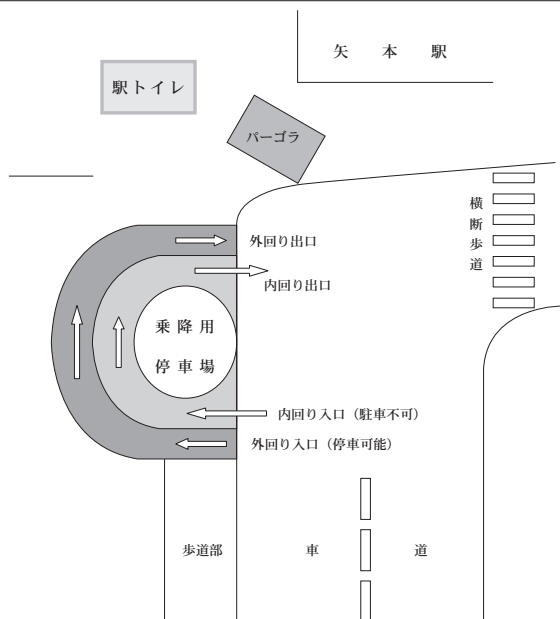 矢本駅
駅トイレ
パーゴラ
横断歩道
外回り出口
内回り出口
乗降用
停車場
内回り入口（駐車不可）
外回り入口（停車可能）
歩道部
車道